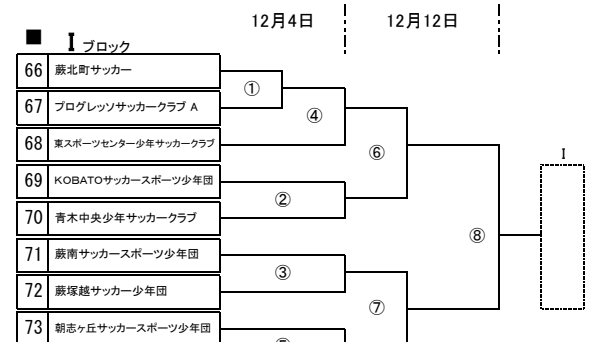 12月4日 12月12日
■ Ⅰ ブロック
66 蕨北町サッカー
①
67 プログレッソサッカークラブ A
④
68 東スポーツセンター少年サッカークラブ
⑥
Ⅰ
69 KOBATOサッカースポーツ少年団
②
70 青木中央少年サッカークラブ
⑧
71 蕨南サッカースポーツ少年団
③
72 蕨塚越サッカー少年団
⑦
73 朝志ヶ丘サッカースポーツ少年団